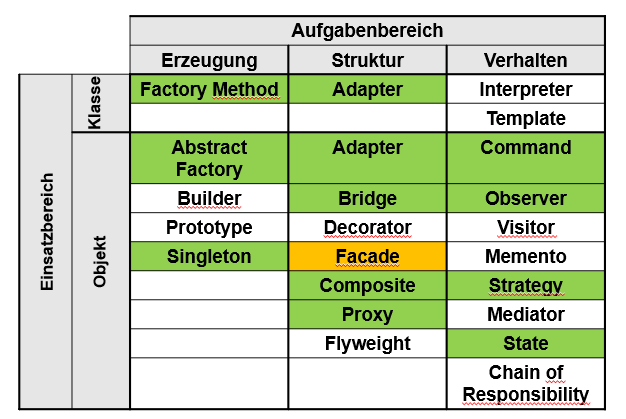 Aufgabenbereich
Erzeugung Struktur Verhalten
Einsatzbereich
Klasse
Factory Method Adapter Interpreter
Template
Objekt
Abstract Factory Adapter Command
Builder Bridge Observer
Prototype Decorator Visitor
Singleton Facade Memento
Composite Strategy
Proxy Mediator
Flyweight State
Chain of
Responsibility